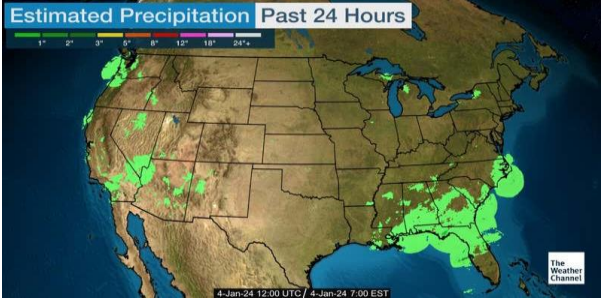 Estimated Precipitation Past 24 Hours
1" 2" 3" 5" 8" 12" 18" 24"+
The
Weather
Channel
4-Jan-24 12:00 UTC / 4-Jan-24 7:00 EST